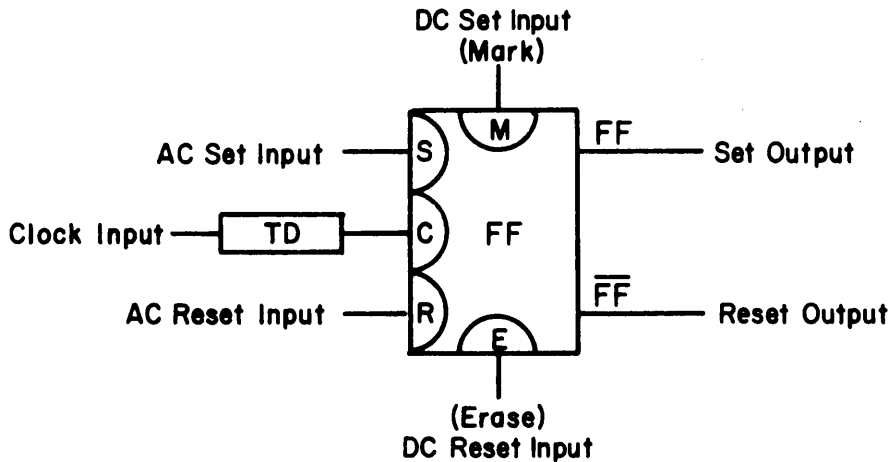 DC Set Input
(Mark)
M
FF
AC Set Input
S
Set Output
Clock Input
TD
C
FF
F̅F̅
AC Reset Input
R
Reset Output
E
(Erase)
DC Reset Input